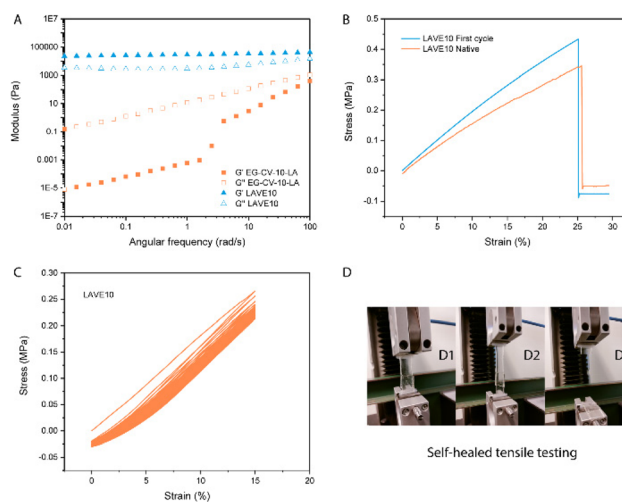 A
1E7
100000
1000
10
0.1
0.001
1E-5
1E-7
0.01
0.1
1
10
100
Modulus (Pa)
Angular frequency (rad/s)
G' EG-CV-10-LA
G'' EG-CV-10-LA
G' LAVE10
G'' LAVE10
B
LAVE10 First cycle
LAVE10 Native
0.5
0.4
0.3
0.2
0.1
0.0
-0.1
0
5
10
15
20
25
30
Stress (MPa)
Strain (%)
C
LAVE10
0.30
0.25
0.20
0.15
0.10
0.05
0.00
-0.05
0
5
10
15
20
Stress (MPa)
Strain (%)
D
D1
D2
D
Self-healed tensile testing